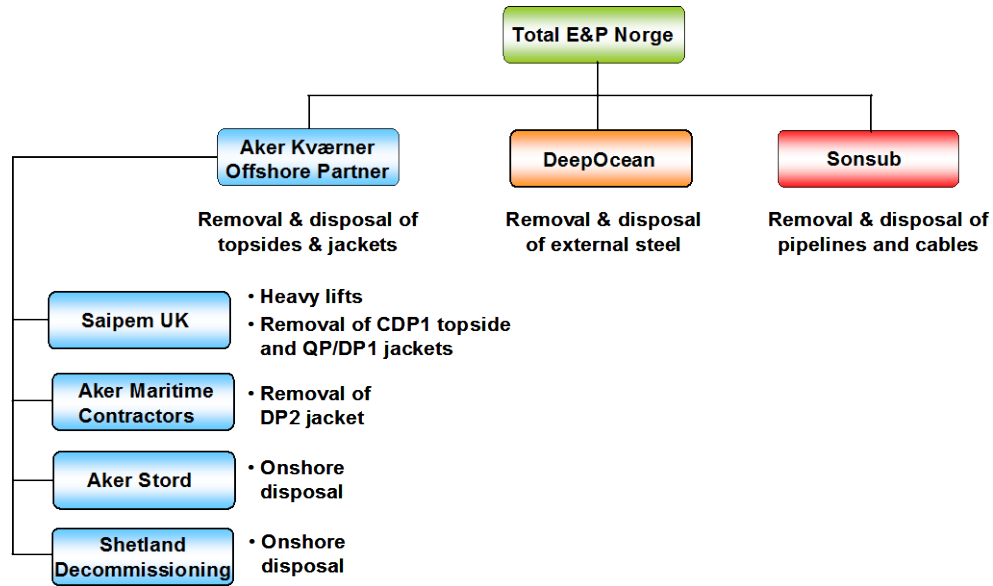 Total E&P Norge
Aker Kværner
Offshore Partner
DeepOcean
Sonsub
Removal & disposal of
topsides & jackets
Removal & disposal
of external steel
Removal & disposal of
pipelines and cables
Saipem UK
• Heavy lifts
• Removal of CDP1 topside
and QP/DP1 jackets
Aker Maritime
Contractors
• Removal of
DP2 jacket
Aker Stord
• Onshore
disposal
Shetland
Decommissioning
• Onshore
disposal